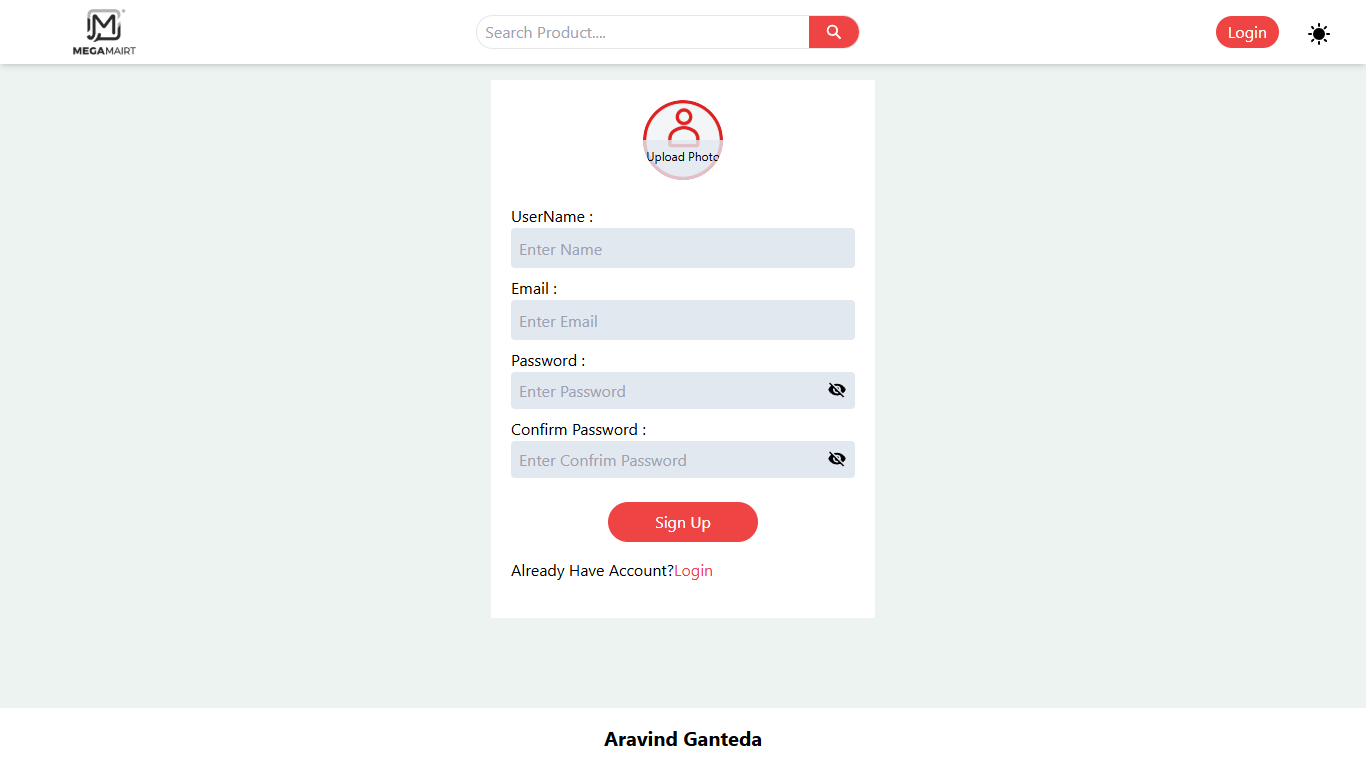 M
MEGAMAIRT
Search Product....
Login
Upload Photo
UserName :
Enter Name
Email :
Enter Email
Password :
Enter Password
Confirm Password :
Enter Confrim Password
Sign Up
Already Have Account?Login
Aravind Ganteda